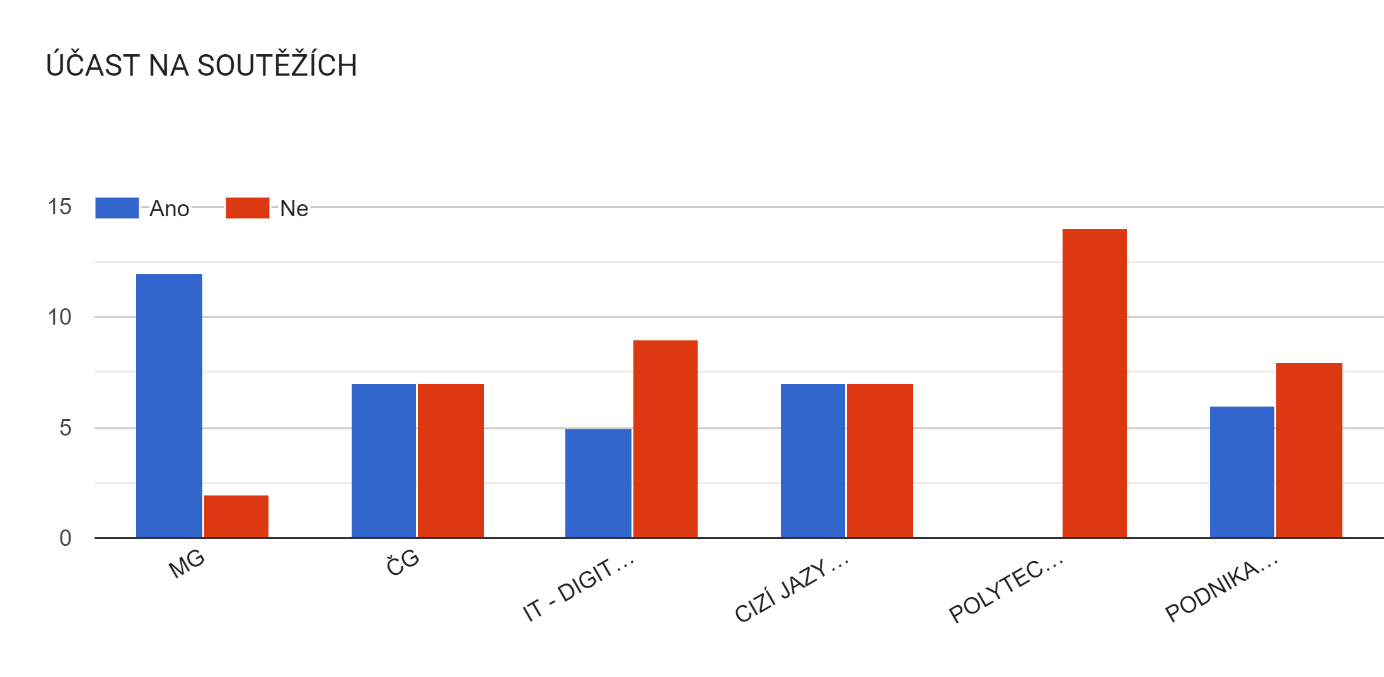 ÚČAST NA SOUTĚŽÍCH
Ano
Ne
15
10
5
0
MG
ČG
IT - DIGIT…
CIZÍ JAZY…
POLYTEC…
PODNIKA…